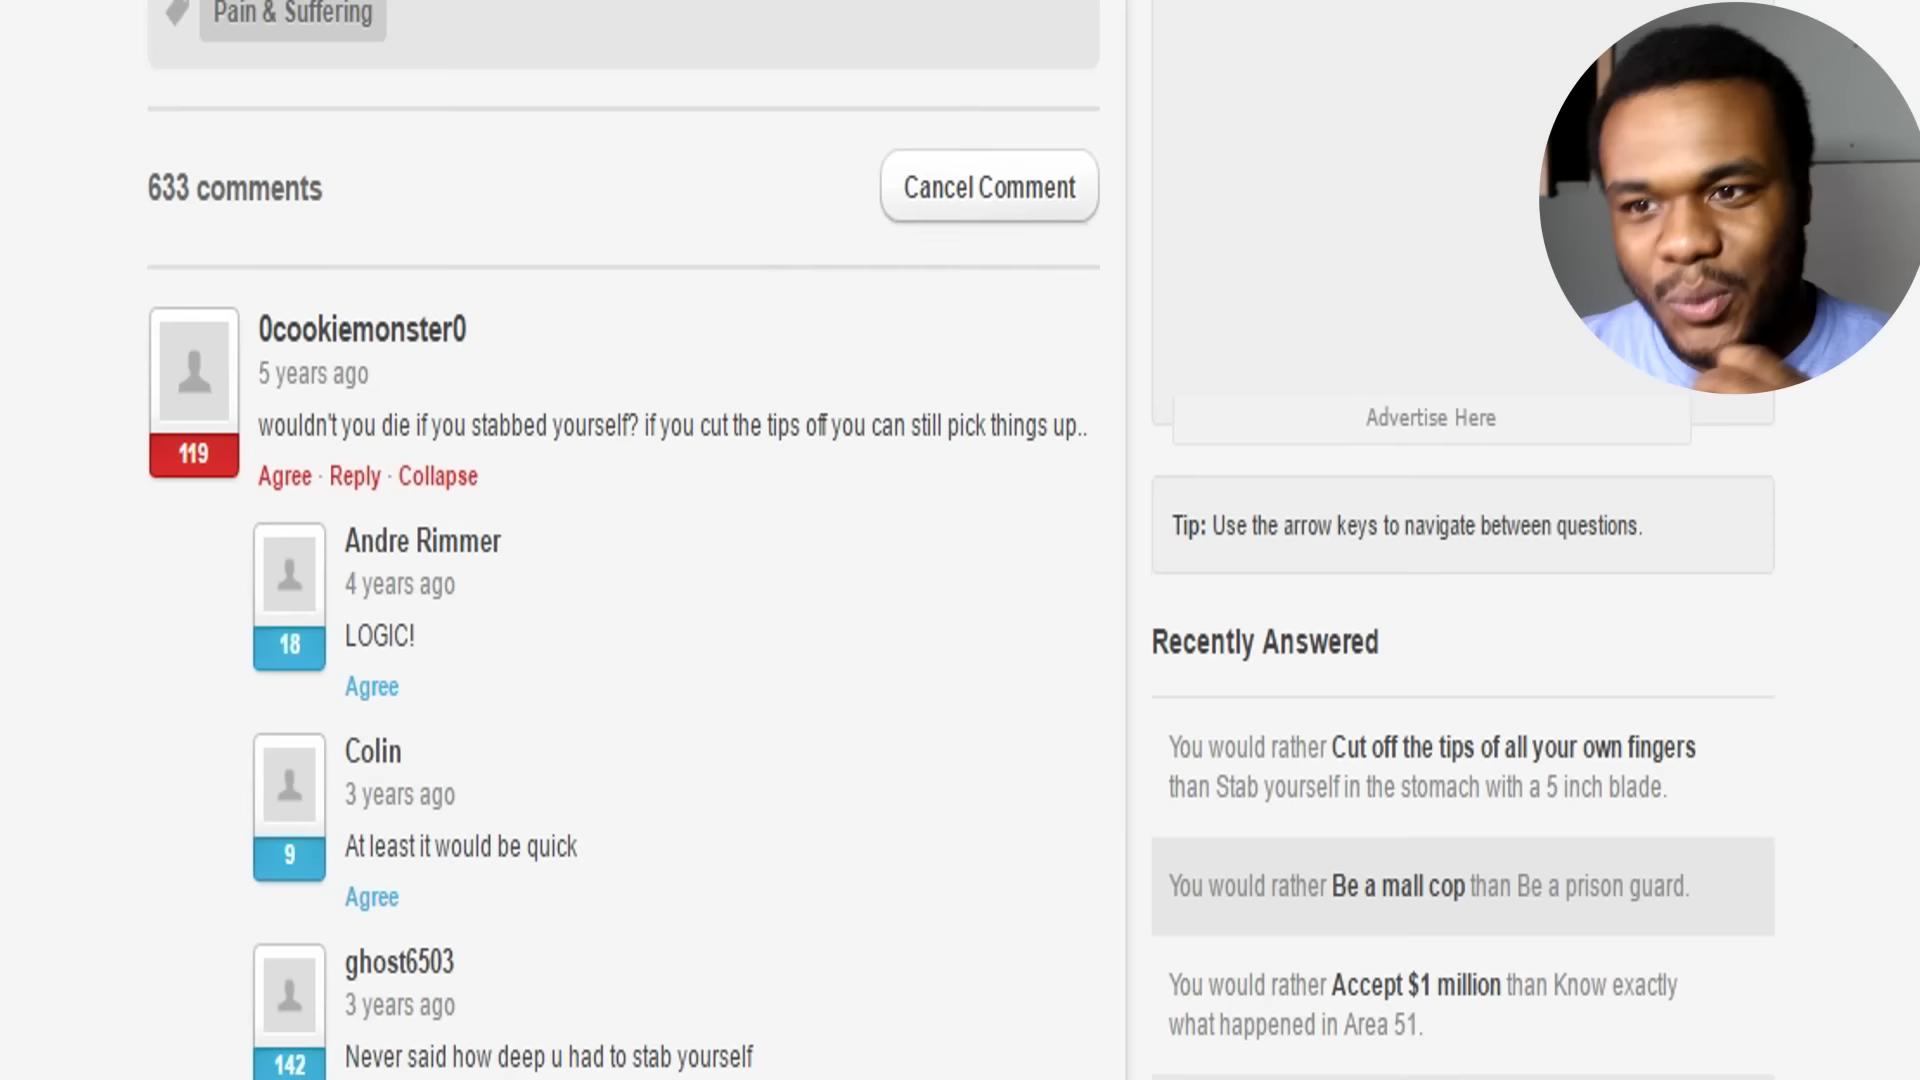 Pain & Suffering
633 comments
Cancel Comment
0cookiemonster0
5 years ago
wouldn't you die if you stabbed yourself? if you cut the tips off you can still pick things up..
119
Agree · Reply · Collapse
Andre Rimmer
4 years ago
LOGIC!
18
Agree
Colin
3 years ago
At least it would be quick
9
Agree
ghost6503
3 years ago
Never said how deep u had to stab yourself
142
Advertise Here
Tip: Use the arrow keys to navigate between questions.
Recently Answered
You would rather Cut off the tips of all your own fingers
than Stab yourself in the stomach with a 5 inch blade.
You would rather Be a mall cop than Be a prison guard.
You would rather Accept $1 million than Know exactly
what happened in Area 51.